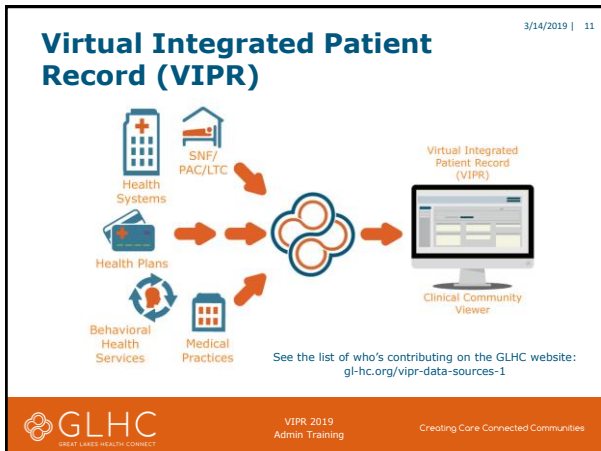 3/14/2019 | 11
Virtual Integrated Patient
Record (VIPR)
SNF/
PAC/LTC
Health
Systems
Virtual Integrated
Patient Record
(VIPR)
Health Plans
Clinical Community
Viewer
Behavioral
Health
Services
Medical
Practices
See the list of who's contributing on the GLHC website:
gl-hc.org/vipr-data-sources-1
GLHC
GREAT LAKES HEALTH CONNECT
VIPR 2019
Admin Training
Creating Care Connected Communities